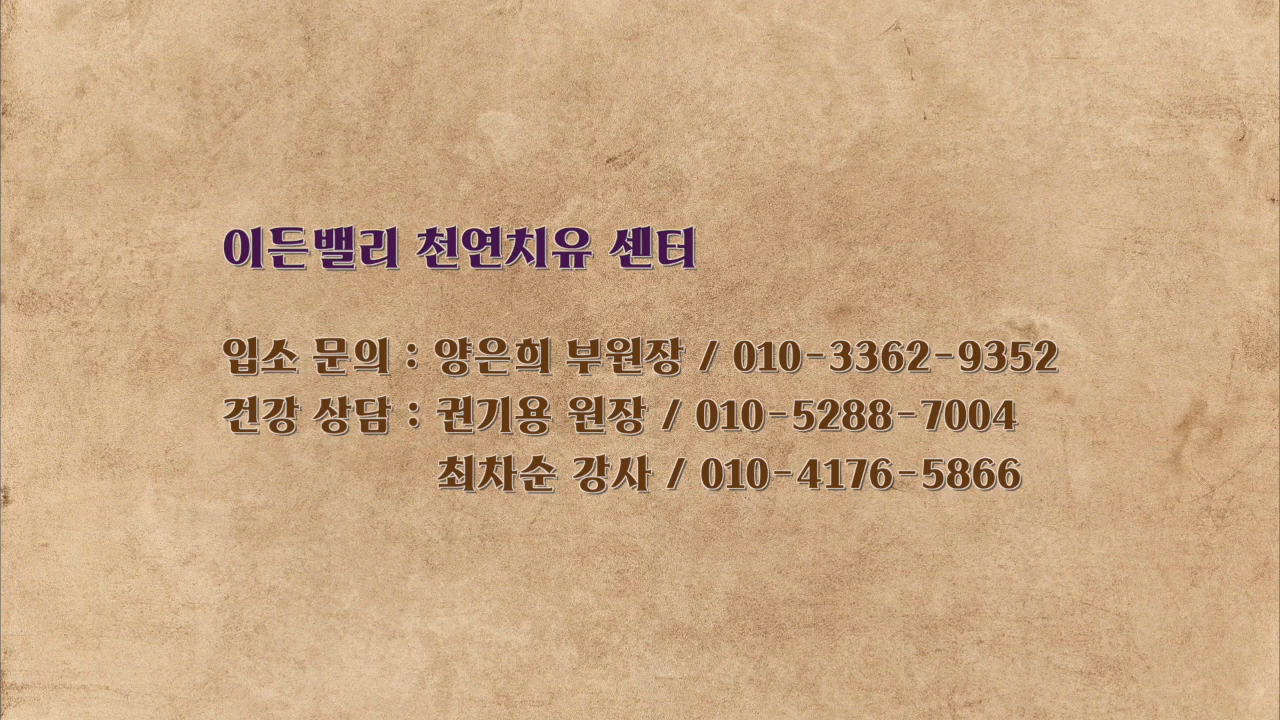 이든밸리 천연치유 센터
입소 문의 : 양은희 부원장 / 010-3362-9352
건강 상담 : 권기용 원장 / 010-5288-7004
최차순 강사 / 010-4176-5866